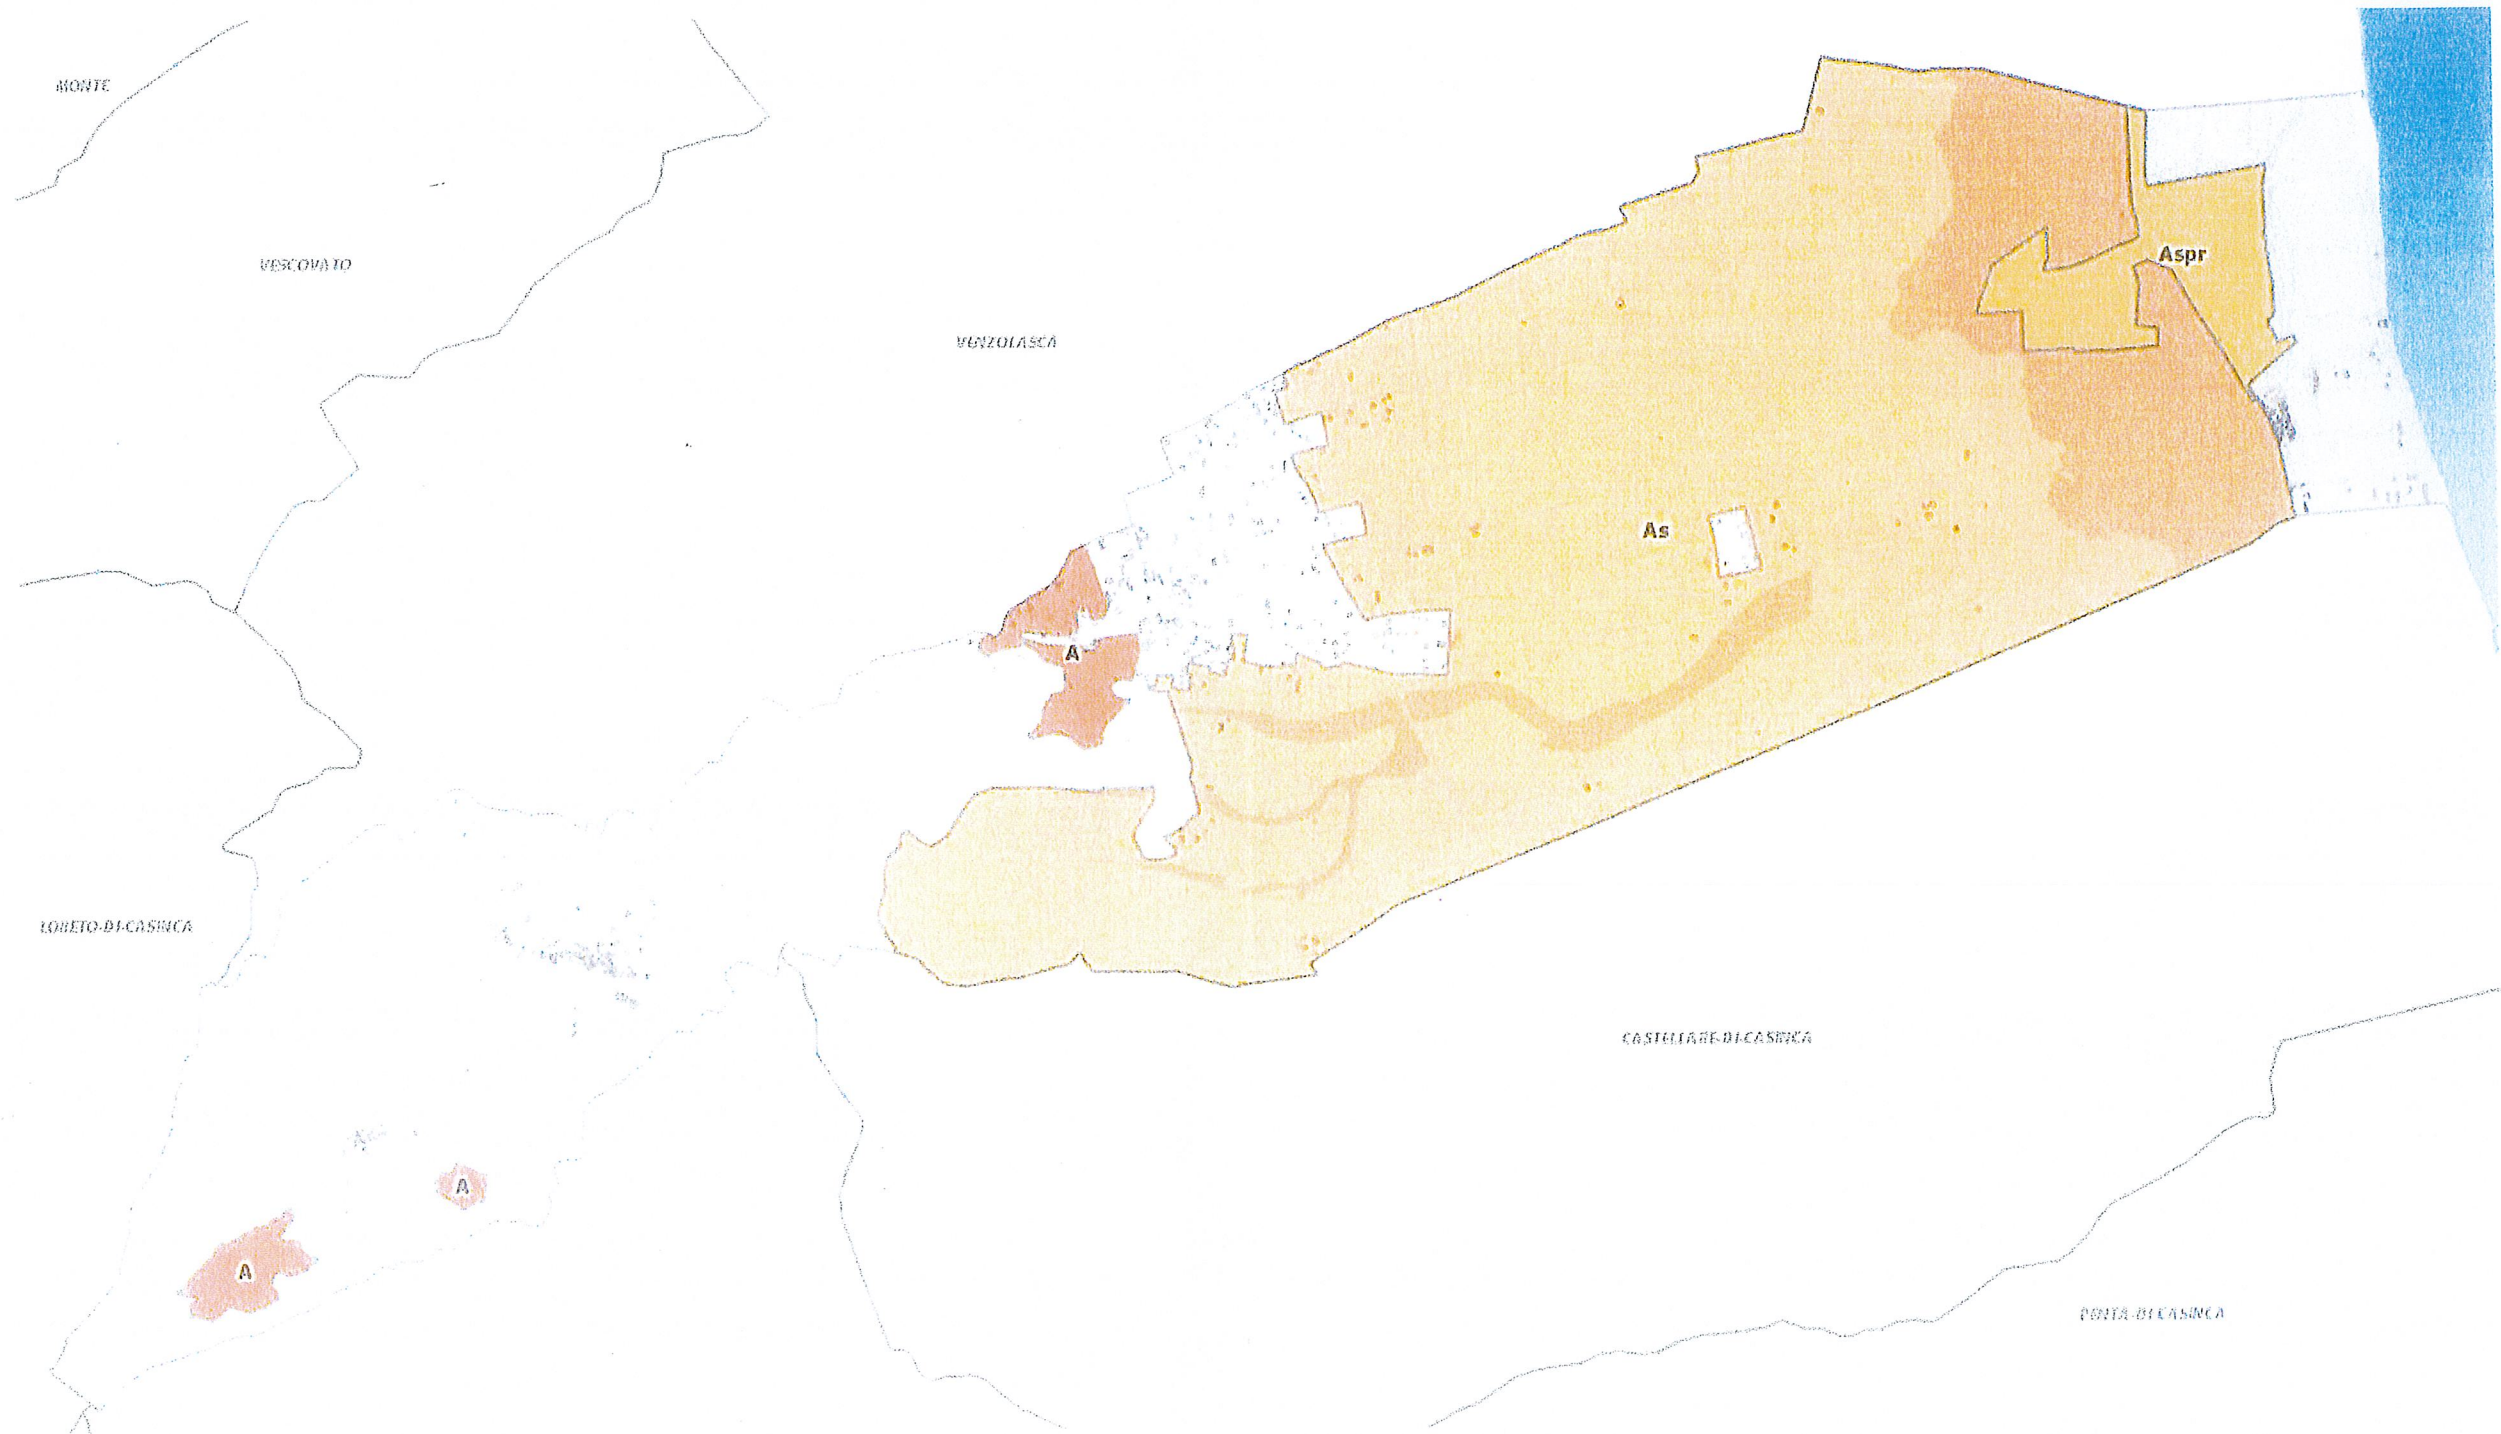 MONTE
VESCOVATO
Aspr
VENZOLASCA
As
A
LORETO-DI-CASINCA
CASTELLARE-DI-CASINCA
A
A
PENTA-DI-CASINCA